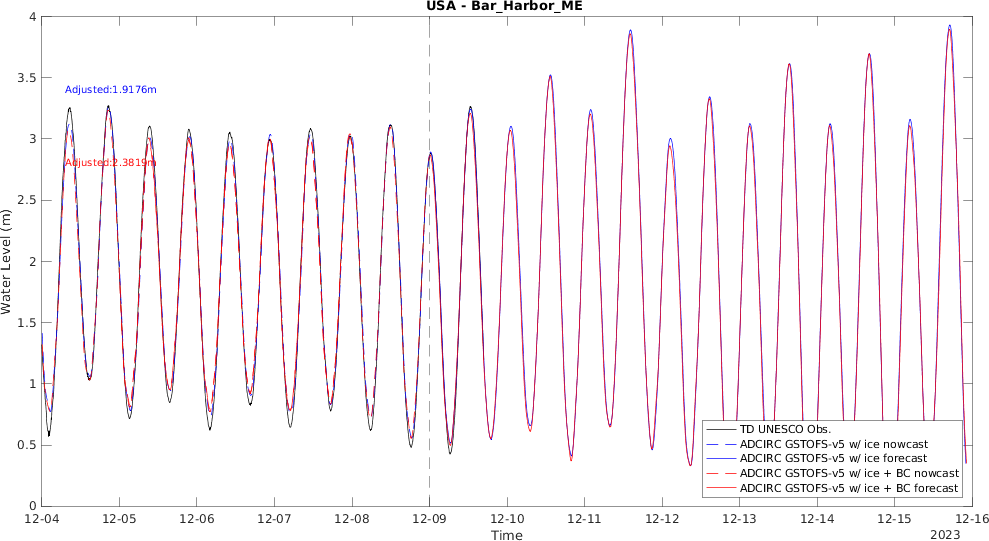 USA - Bar_Harbor_ME
4
3.5
3
2.5
2
1.5
1
0.5
0
Water Level (m)
Adjusted:1.9176m
Adjusted:2.3819m
TD UNESCO Obs.
ADCIRC GSTOFS-v5 w/ ice nowcast
ADCIRC GSTOFS-v5 w/ ice forecast
ADCIRC GSTOFS-v5 w/ ice + BC nowcast
ADCIRC GSTOFS-v5 w/ ice + BC forecast
12-04 12-05 12-06 12-07 12-08 12-09 12-10 12-11 12-12 12-13 12-14 12-15 12-16
Time
2023